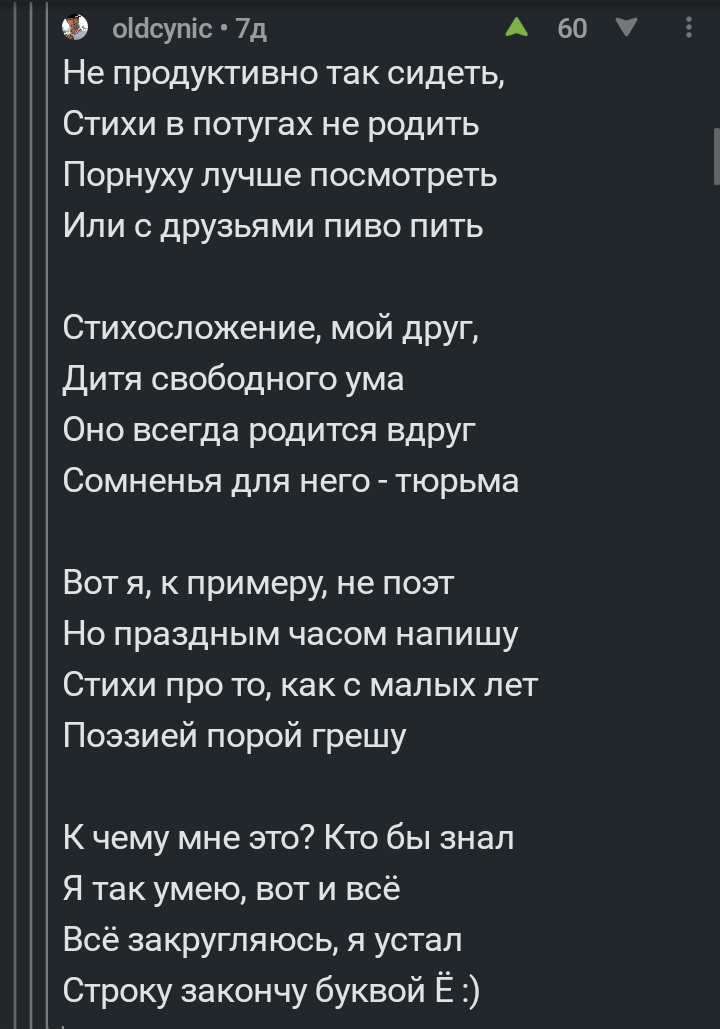 oldcynic • 7д 60
Не продуктивно так сидеть,
Стихи в потугах не родить
Порнуху лучше посмотреть
Или с друзьями пиво пить
Стихосложение, мой друг,
Дитя свободного ума
Оно всегда родится вдруг
Сомненья для него - тюрьма
Вот я, к примеру, не поэт
Но праздным часом напишу
Стихи про то, как с малых лет
Поэзией порой грешу
К чему мне это? Кто бы знал
Я так умею, вот и всё
Всё закругляюсь, я устал
Строку закончу буквой Ё :)